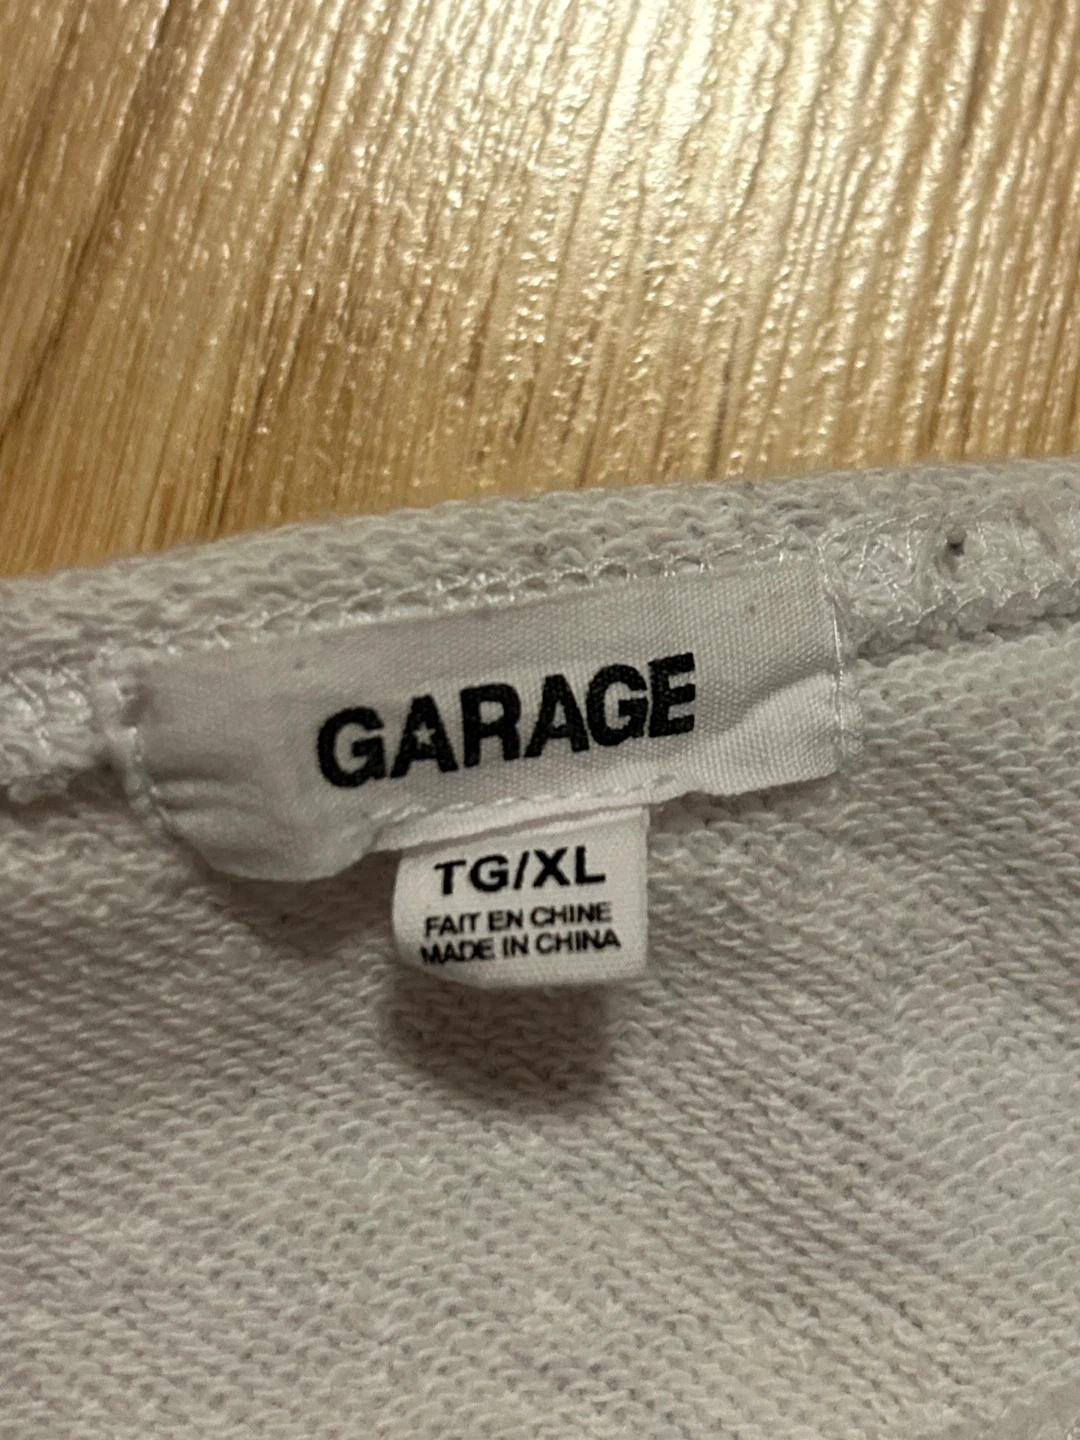 GARAGE
TG/XL
FAIT EN CHINE
MADE IN CHINA